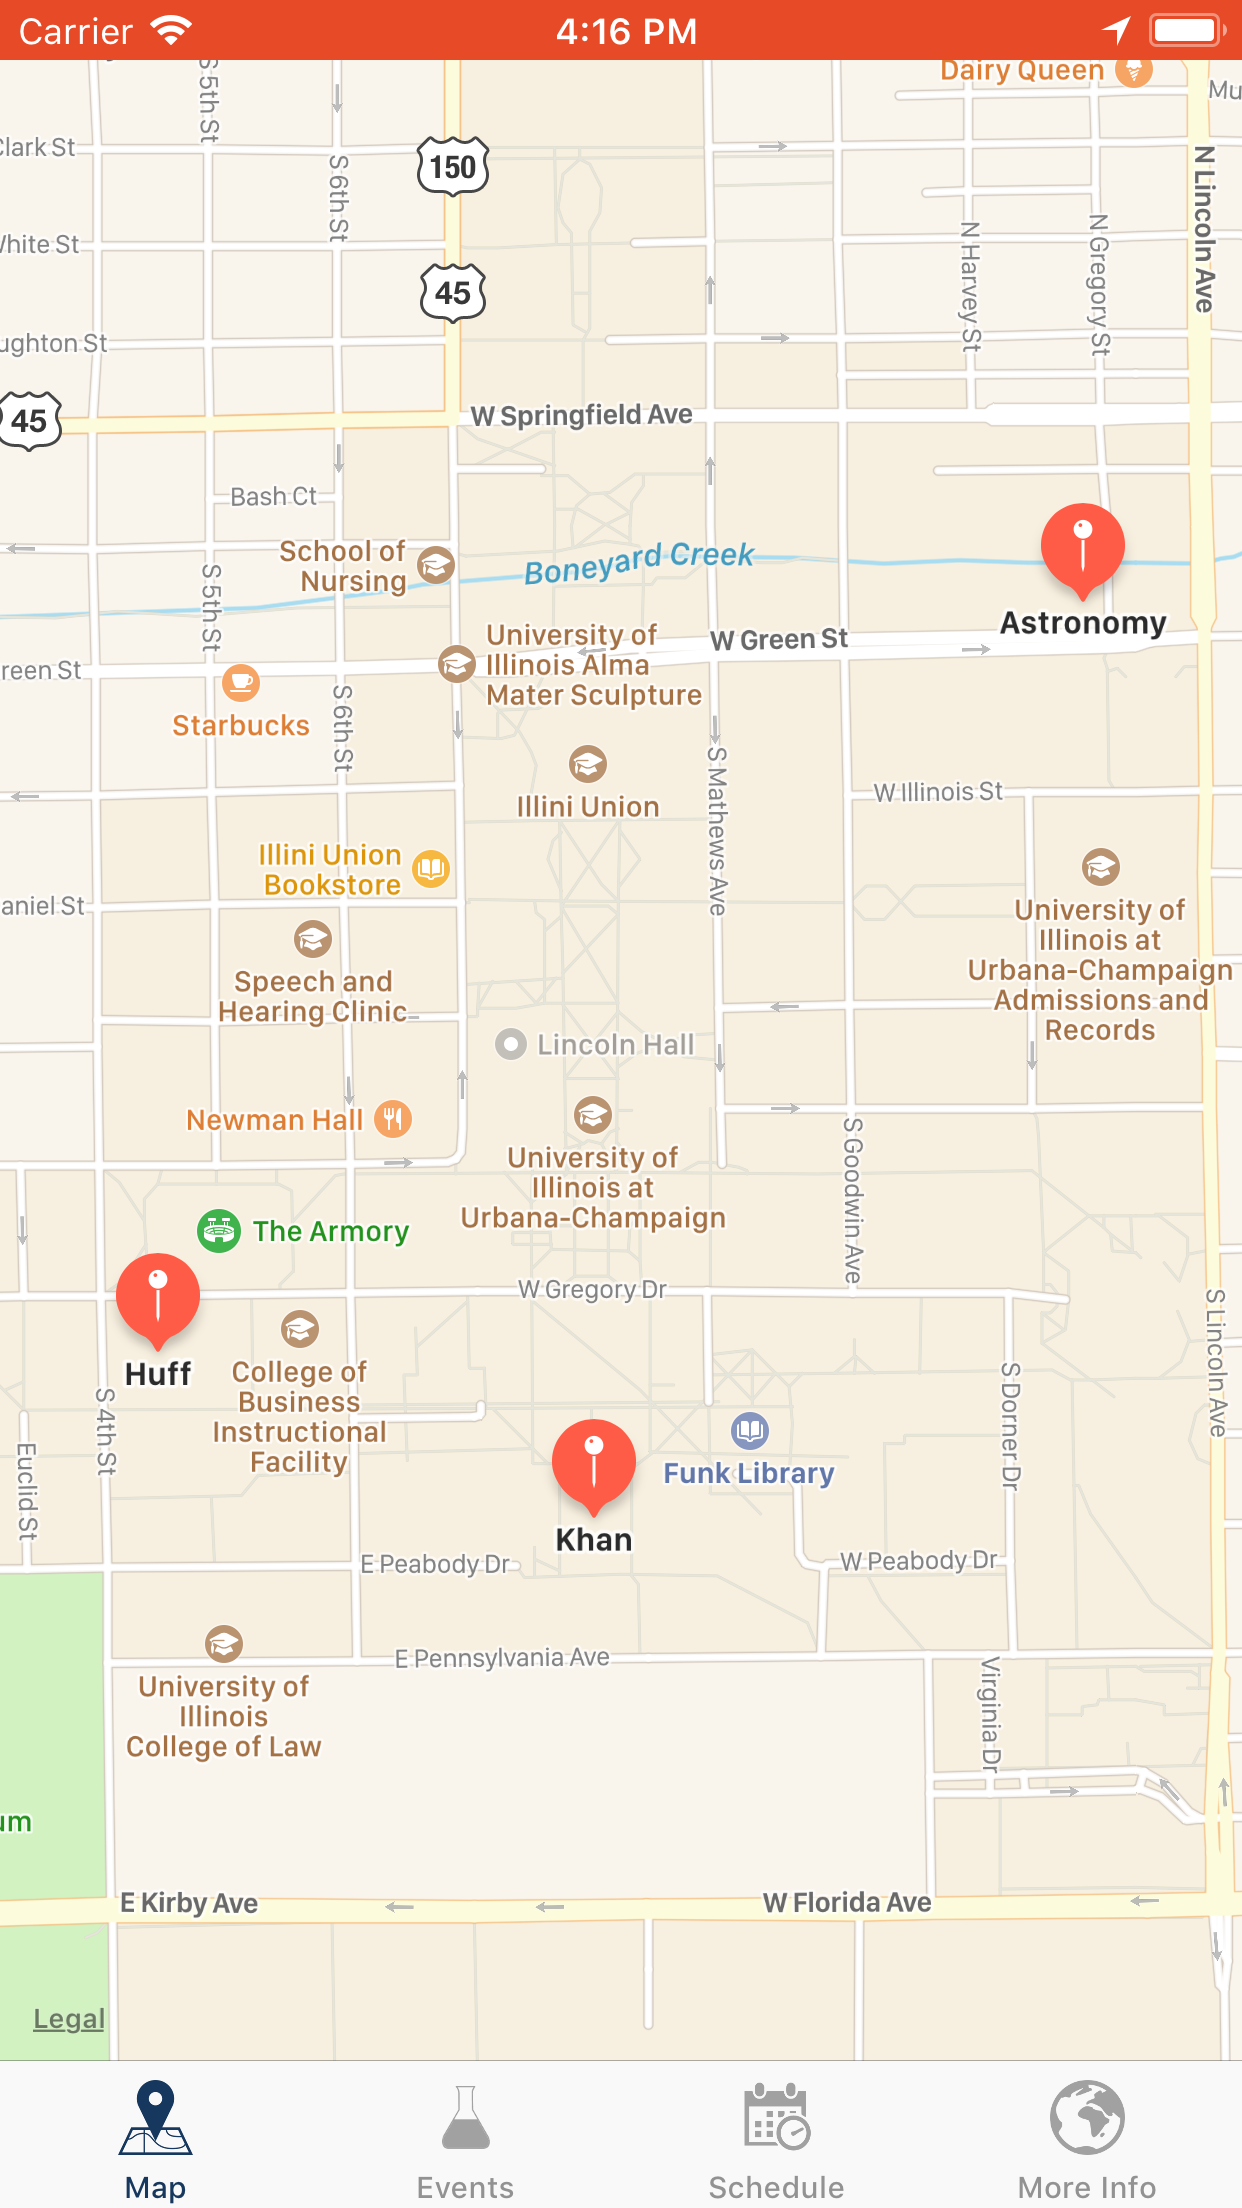 Carrier
4:16 PM
Dairy Queen
Mu
S 5th St
Clark St
150
S 6th St
N Lincoln Ave
White St
N Harvey St
N Gregory St
45
ughton St
45
W Springfield Ave
Bash Ct
School of
Nursing
Boneyard Creek
S 5th St
Astronomy
University of
Illinois Alma
Mater Sculpture
W Green St
reen St
S 6th St
Starbucks
S Mathews Ave
Illini Union
W Illinois St
Illini Union
Bookstore
aniel St
University of
Illinois at
Urbana-Champaign
Admissions and
Records
Speech and
Hearing Clinic
Lincoln Hall
Newman Hall
S Goodwin Ave
University of
Illinois at
Urbana-Champaign
The Armory
W Gregory Dr
S Lincoln Ave
Huff
College of
Business
Instructional
Facility
S 4th St
S Dorner Dr
Euclid St
Funk Library
Khan
E Peabody Dr
W Peabody Dr
E Pennsylvania Ave
Virginia Dr
University of
Illinois
College of Law
um
E Kirby Ave
W Florida Ave
Legal
Map
Events
Schedule
More Info